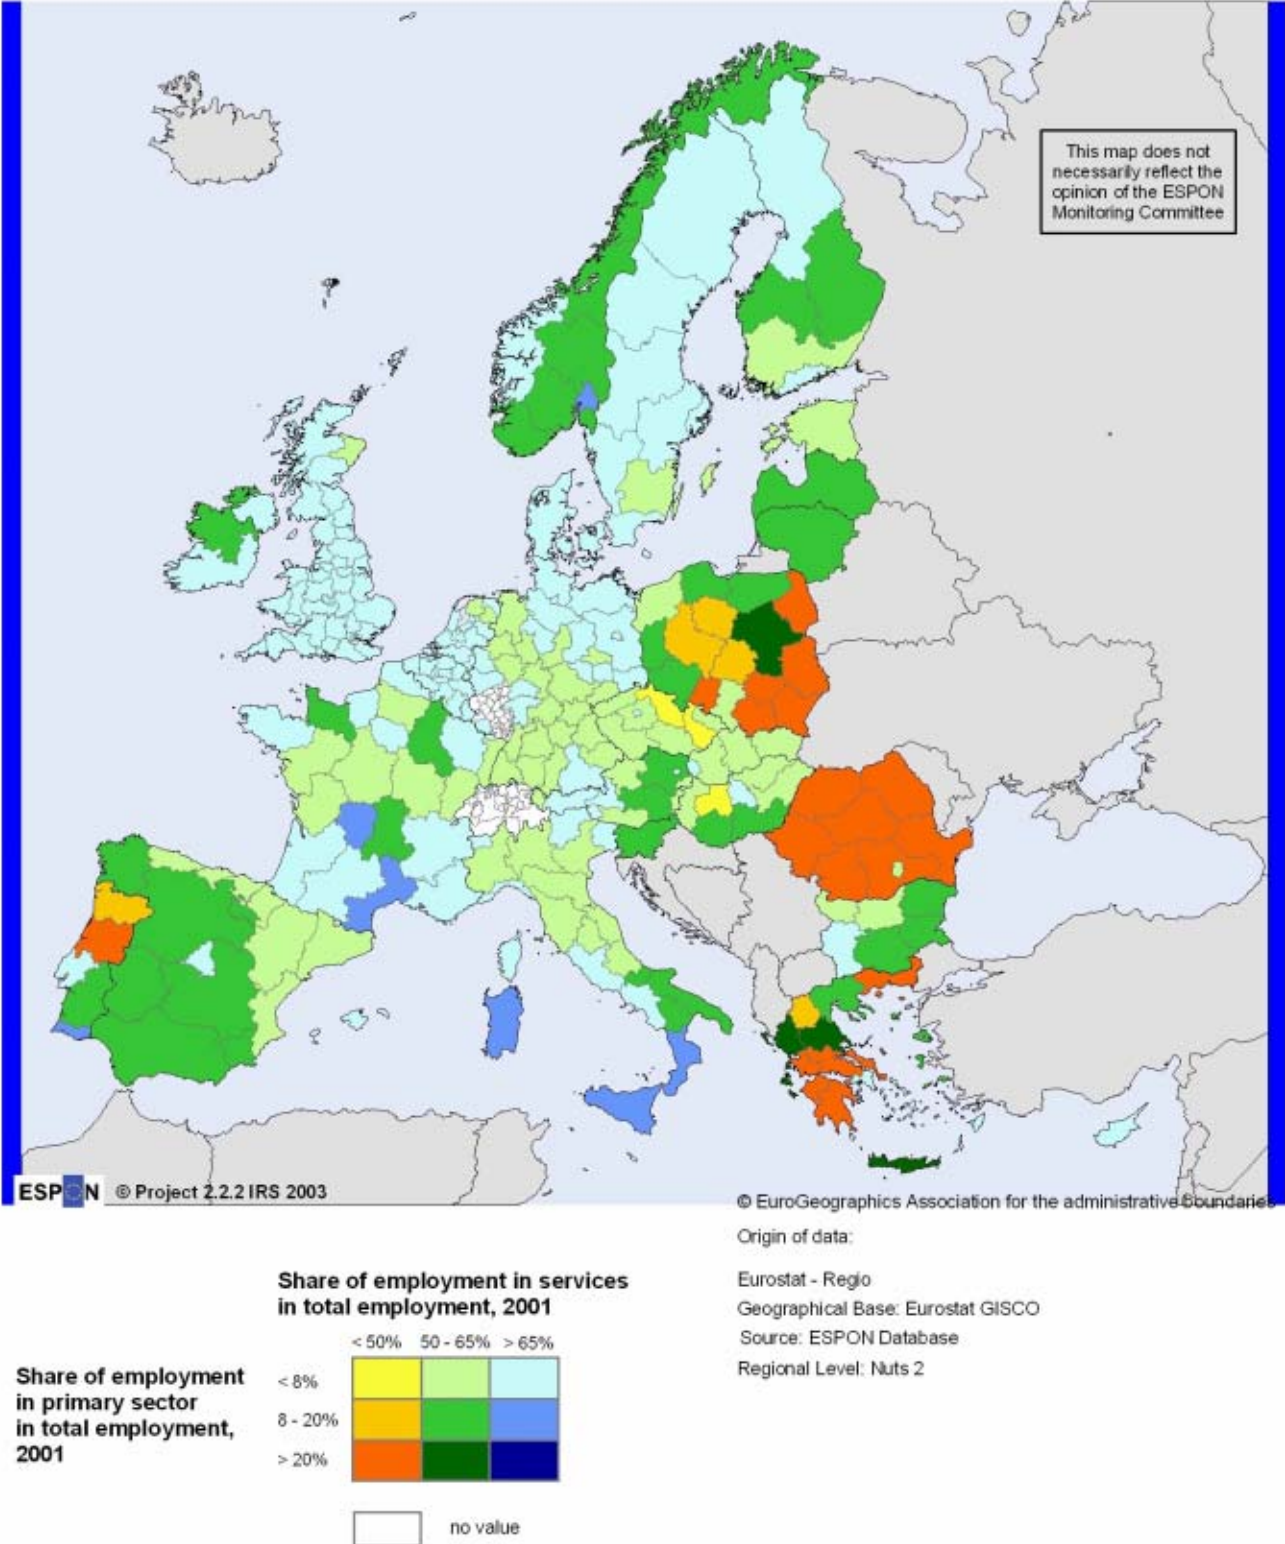 This map does not
necessarily reflect the
opinion of the ESPON
Monitoring Committee
ESPON © Project 2.2.2 IRS 2003
© EuroGeographics Association for the administrative boundaries
Origin of data:
Eurostat - Regio
Geographical Base: Eurostat GISCO
Source: ESPON Database
Regional Level: Nuts 2
Share of employment in services
in total employment, 2001
< 50% 50 - 65% > 65%
Share of employment
in primary sector
in total employment,
2001
< 8%
8 - 20%
> 20%
no value